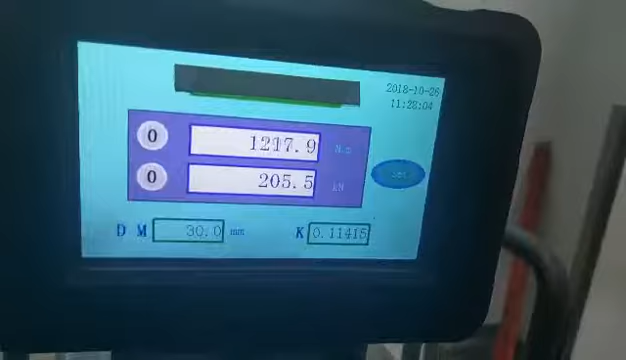 2018-10-26
11:28:04
0 1217.9 N.m
0 205.5 kN
D M 30.0 mm K 0.11415